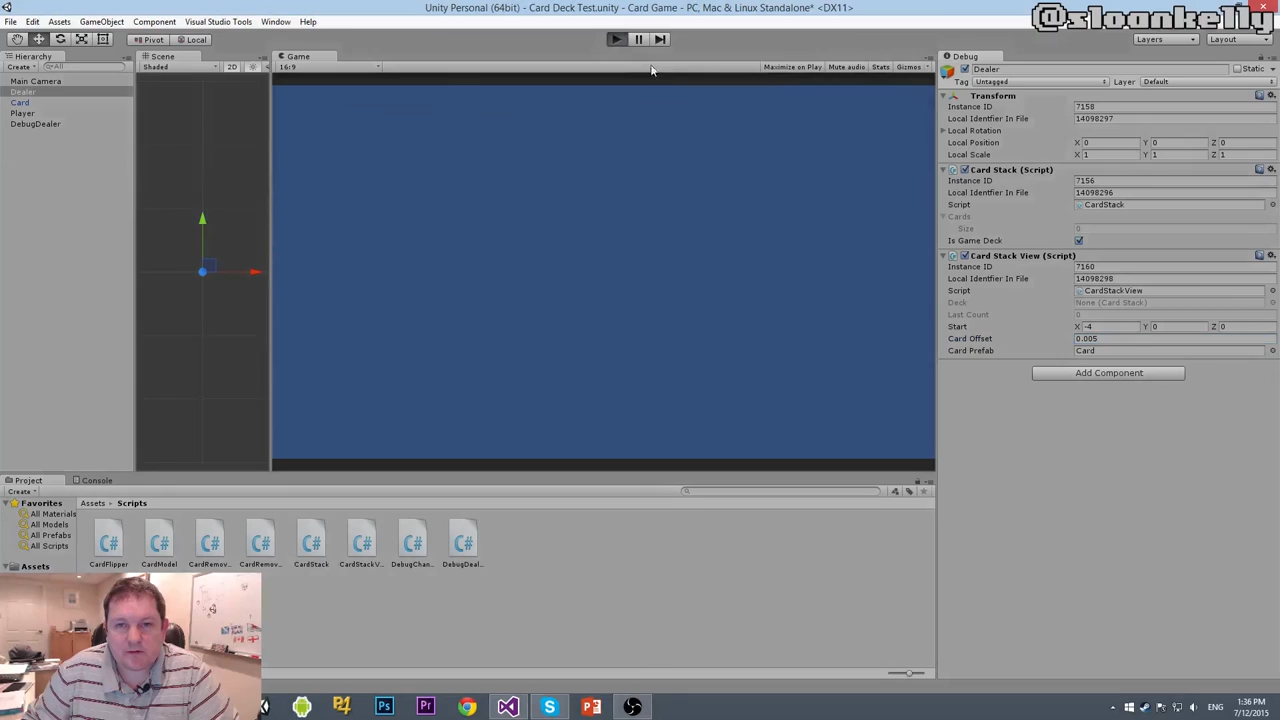 Unity Personal (64bit) - Card Deck Test.unity - Card Game - PC, Mac & Linux Standalone* <DX11>
@sloankelly
File Edit Assets GameObject Component Visual Studio Tools Window Help
Pivot Local Layers Layout
Hierarchy
Create All
Main Camera
Dealer
Card
Player
DebugDealer
Scene
Shaded 2D
Game
16:9 Maximize on Play Mute audio Stats Gizmos
Debug
Dealer Static
Tag Untagged Layer Default
Transform
Instance ID 7158
Local Identfier In File 14098297
Local Rotation
Local Position X 0 Y 0 Z 0
Local Scale X 1 Y 1 Z 1
Card Stack (Script)
Instance ID 7156
Local Identfier In File 14098296
Script CardStack
Cards
Size 0
Is Game Deck
Card Stack View (Script)
Instance ID 7160
Local Identfier In File 14098298
Script CardStackView
Deck None (Card Stack)
Last Count 0
Start X -4 Y 0 Z 0
Card Offset 0.005
Card Prefab Card
Add Component
Project Console
Create
Favorites
All Materials
All Models
All Prefabs
All Scripts
Assets
Assets Scripts
C# C# C# C# C# C# C# C#
CardFlipper CardModel CardRemov... CardRemov... CardStack CardStackV... DebugChan... DebugDeal...
Ps Pr
ENG
1:36 PM
7/12/2015